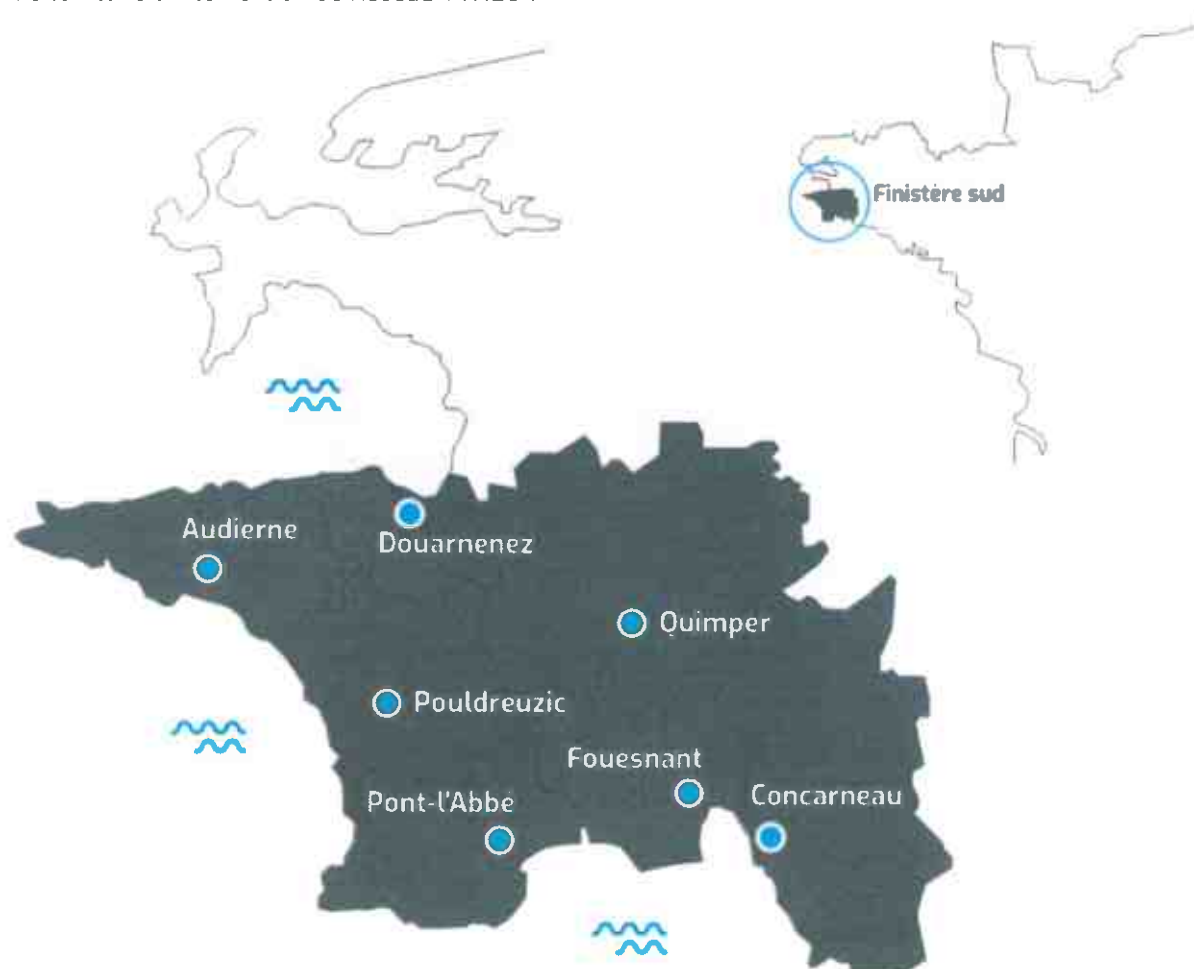 Finistère sud
Audierne
Douarnenez
Quimper
Pouldreuzic
Fouesnant
Pont-l'Abbé
Concarneau